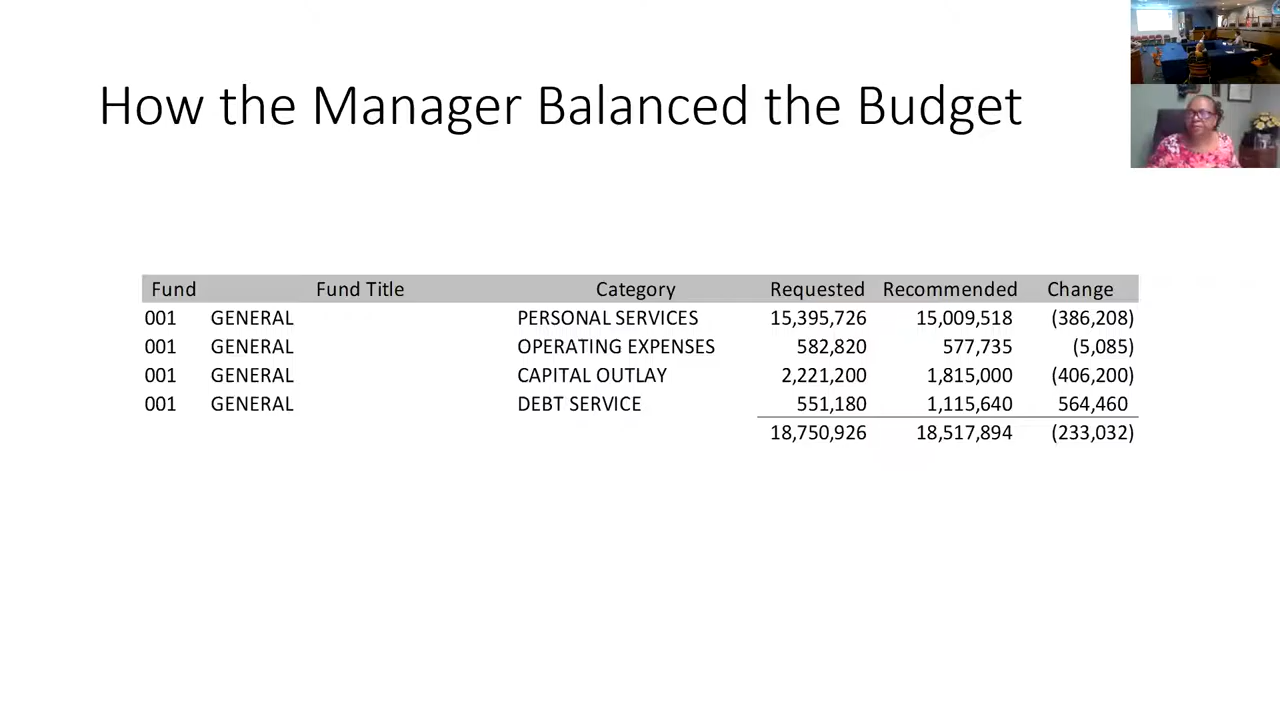 How the Manager Balanced the Budget
Fund Fund Title Category Requested Recommended Change
001 GENERAL PERSONAL SERVICES 15,395,726 15,009,518 (386,208)
001 GENERAL OPERATING EXPENSES 582,820 577,735 (5,085)
001 GENERAL CAPITAL OUTLAY 2,221,200 1,815,000 (406,200)
001 GENERAL DEBT SERVICE 551,180 1,115,640 564,460
18,750,926 18,517,894 (233,032)